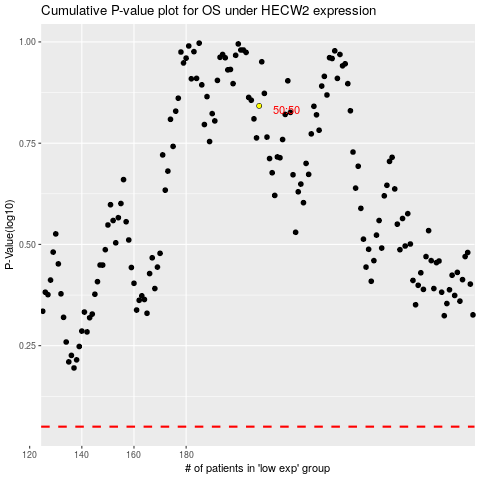 Cumulative P-value plot for OS under HECW2 expression
1.00
50:50
0.75
P-Value(log10)
0.50
0.25
120 140 160 180
# of patients in 'low exp' group